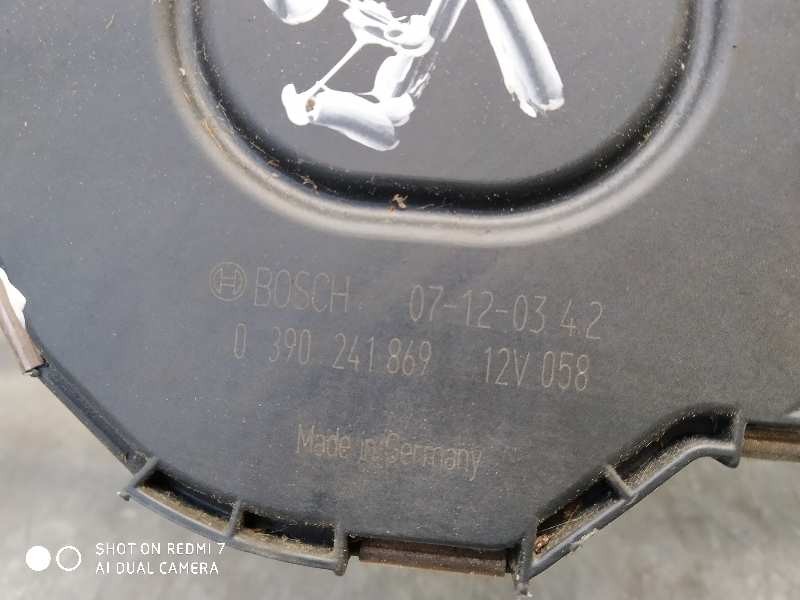 BOSCH 07-12-03 4.2
0 390 241 869 12V 058
Made in Germany
SHOT ON REDMI 7
AI DUAL CAMERA